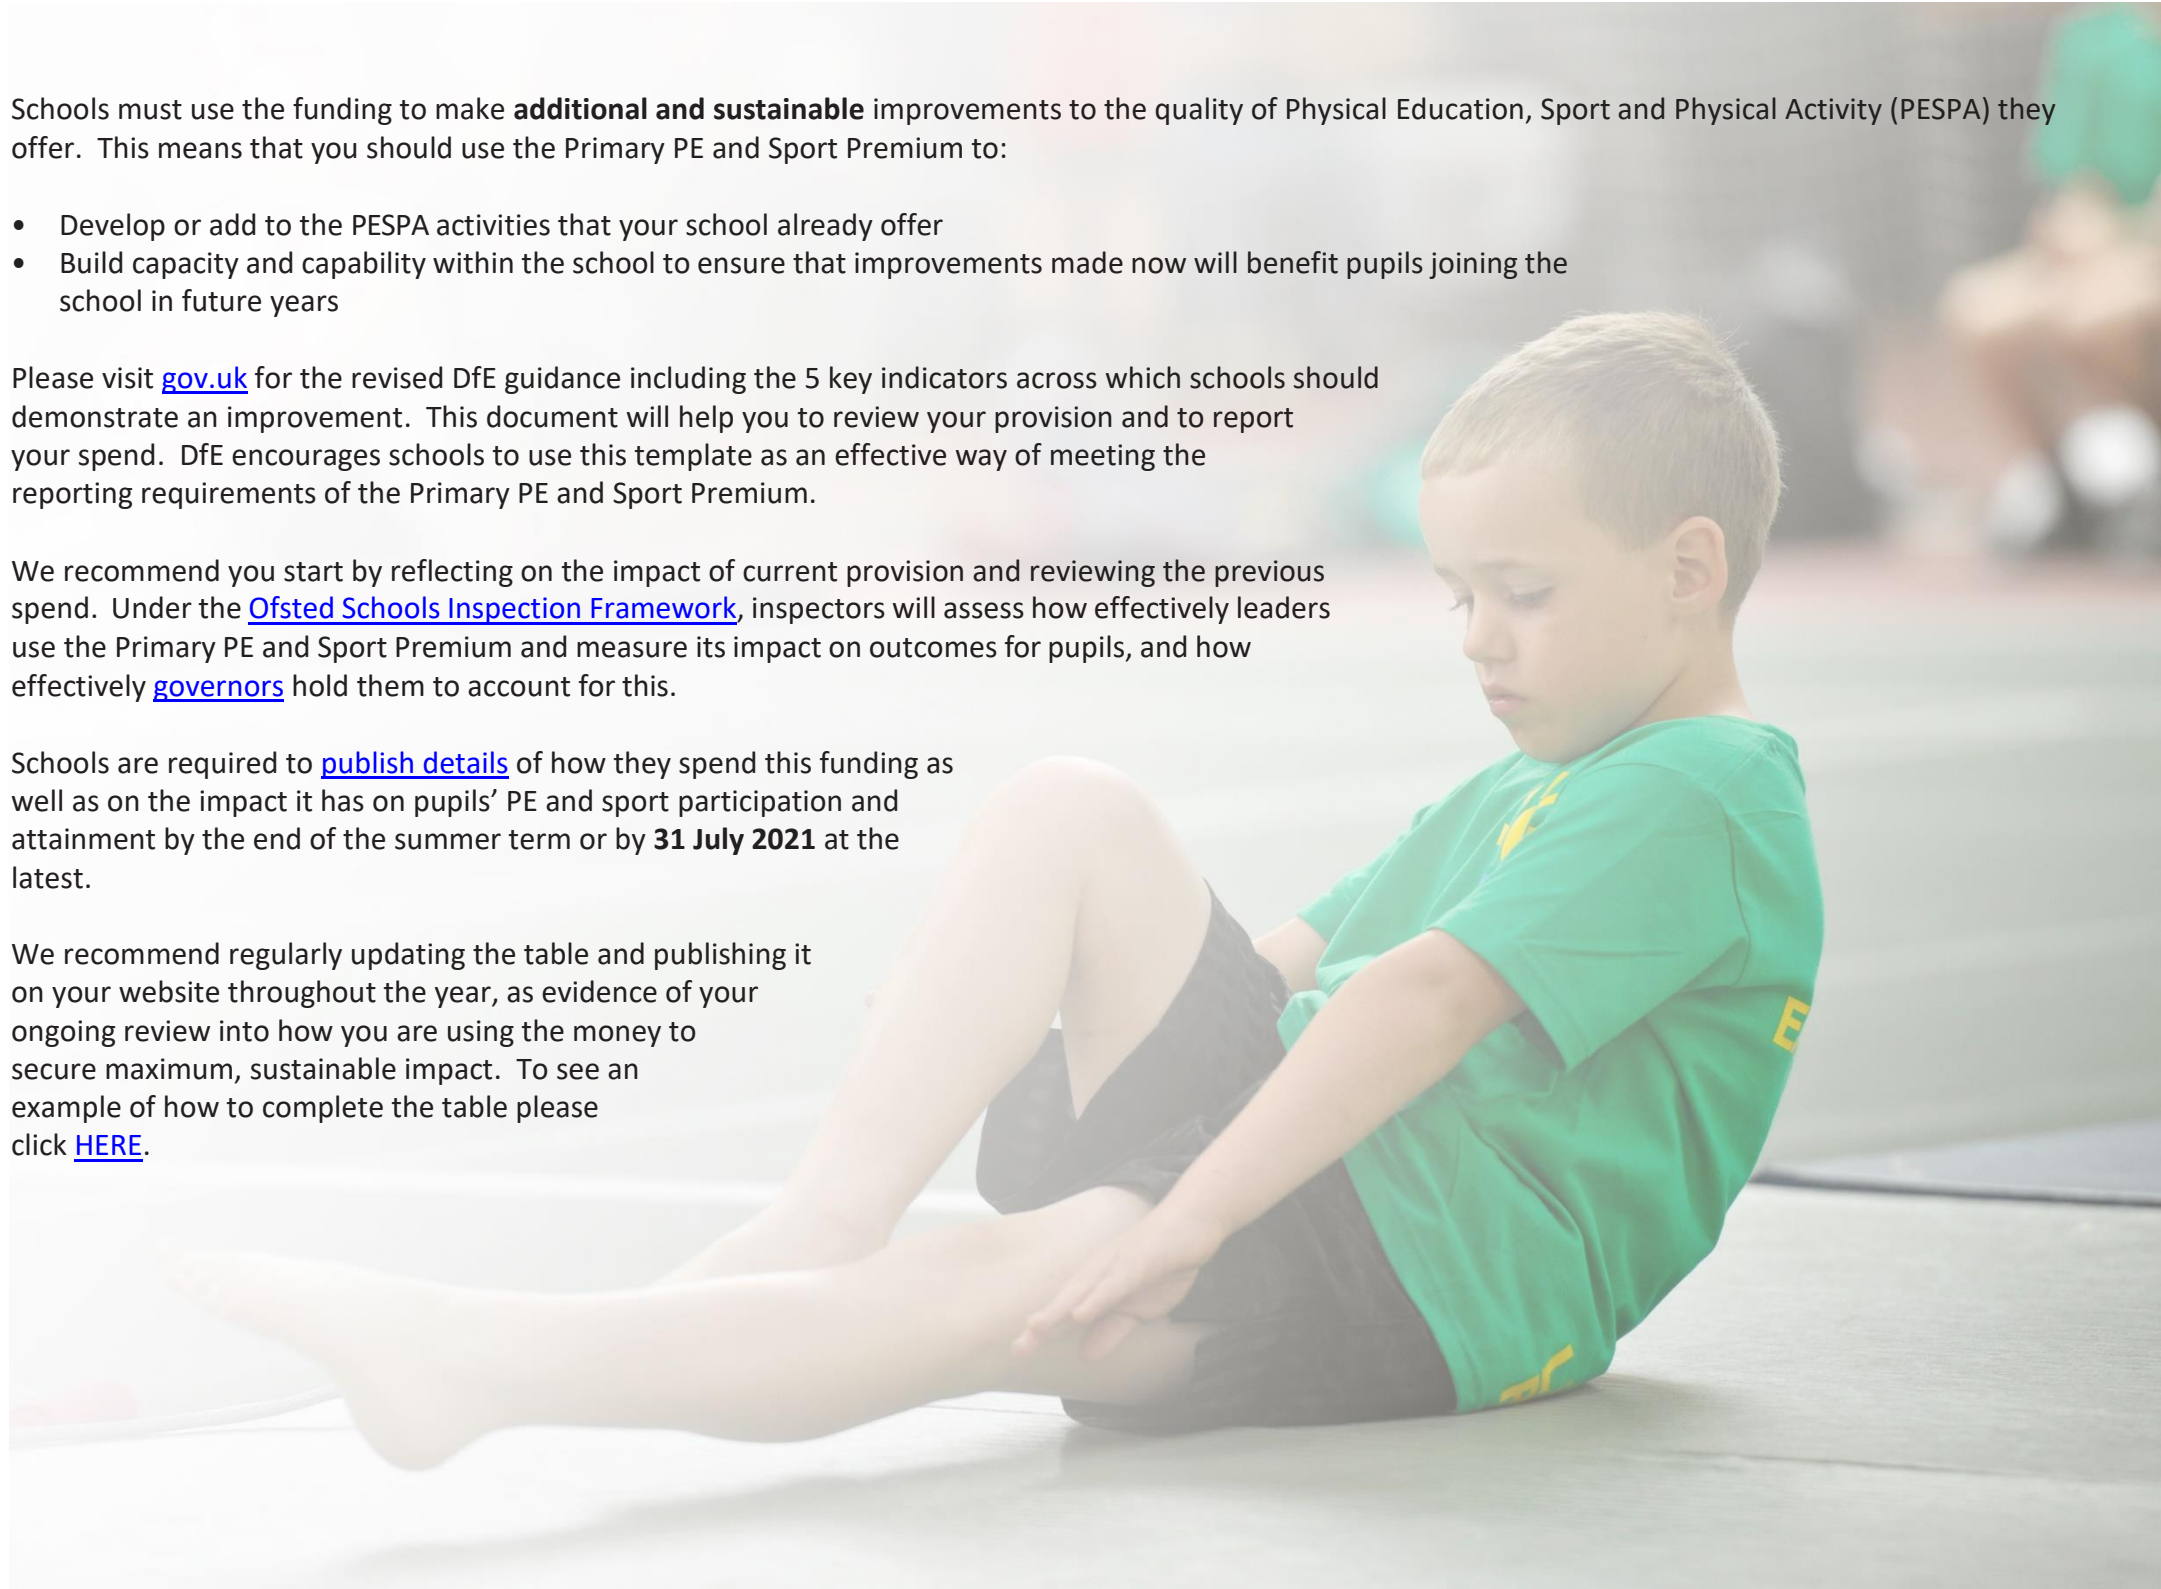 Schools must use the funding to make additional and sustainable improvements to the quality of Physical Education, Sport and Physical Activity (PESPA) they
offer. This means that you should use the Primary PE and Sport Premium to:
• Develop or add to the PESPA activities that your school already offer
• Build capacity and capability within the school to ensure that improvements made now will benefit pupils joining the
school in future years
Please visit gov.uk for the revised DfE guidance including the 5 key indicators across which schools should
demonstrate an improvement. This document will help you to review your provision and to report
your spend. DfE encourages schools to use this template as an effective way of meeting the
reporting requirements of the Primary PE and Sport Premium.
We recommend you start by reflecting on the impact of current provision and reviewing the previous
spend. Under the Ofsted Schools Inspection Framework, inspectors will assess how effectively leaders
use the Primary PE and Sport Premium and measure its impact on outcomes for pupils, and how
effectively governors hold them to account for this.
Schools are required to publish details of how they spend this funding as
well as on the impact it has on pupils’ PE and sport participation and
attainment by the end of the summer term or by 31 July 2021 at the
latest.
We recommend regularly updating the table and publishing it
on your website throughout the year, as evidence of your
ongoing review into how you are using the money to
secure maximum, sustainable impact. To see an
example of how to complete the table please
click HERE.